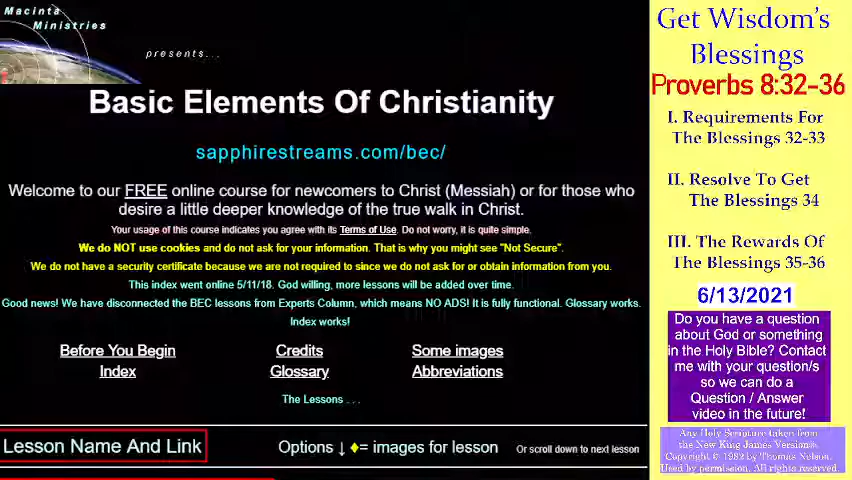 Macinta
Ministries
presents...
Basic Elements Of Christianity
sapphirestreams.com/bec/
Welcome to our FREE online course for newcomers to Christ (Messiah) or for those who
desire a little deeper knowledge of the true walk in Christ.
Your usage of this course indicates you agree with its Terms of Use. Do not worry, it is quite simple.
We do NOT use cookies and do not ask for your information. That is why you might see "Not Secure".
We do not have a security certificate because we are not required to since we do not ask for or obtain information from you.
This index went online 5/11/18. God willing, more lessons will be added over time.
Good news! We have disconnected the BEC lessons from Experts Column, which means NO ADS! It is fully functional. Glossary works.
Index works!
Before You Begin Credits Some images
Index Glossary Abbreviations
The Lessons . . .
Lesson Name And Link Options ↓ ♦= images for lesson Or scroll down to next lesson
Get Wisdom's
Blessings
Proverbs 8:32-36
I. Requirements For
The Blessings 32-33
II. Resolve To Get
The Blessings 34
III. The Rewards Of
The Blessings 35-36
6/13/2021
Do you have a question
about God or something
in the Holy Bible? Contact
me with your question/s
so we can do a
Question / Answer
video in the future!
Any Holy Scripture taken from
the New King James Version®.
Copyright © 1982 by Thomas Nelson.
Used by permission. All rights reserved.